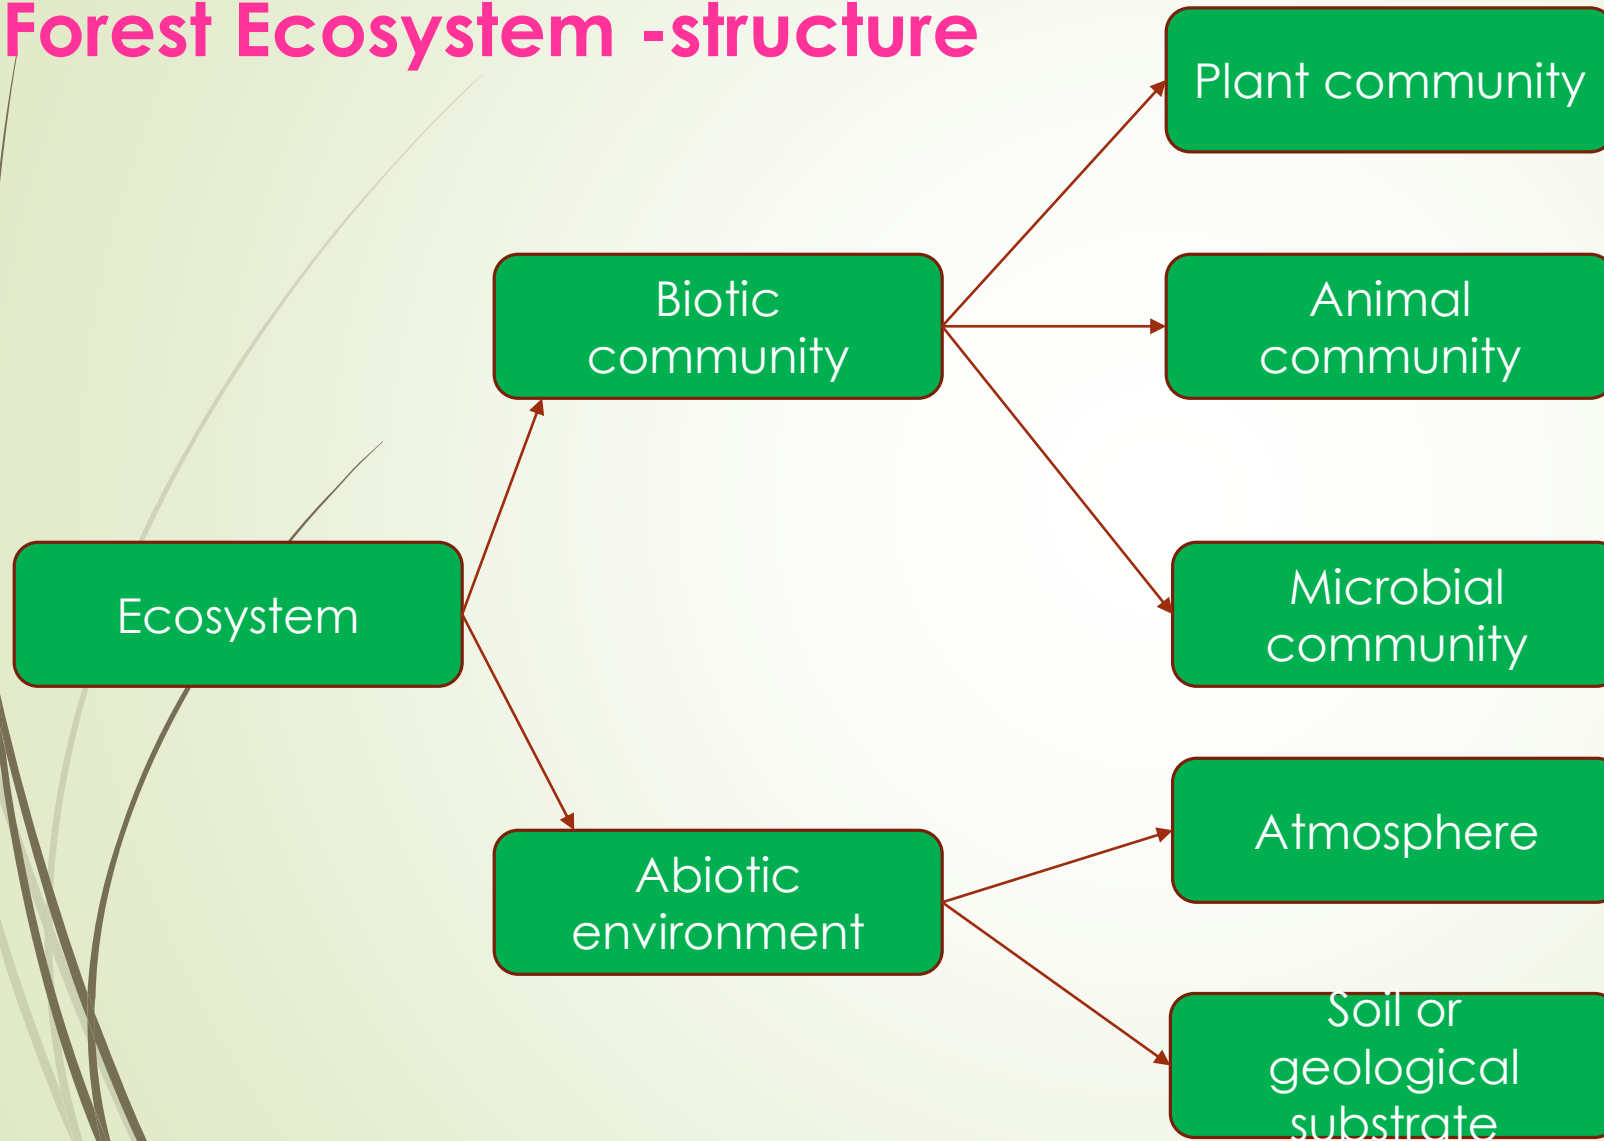 Forest Ecosystem -structure
Plant community
Biotic
community
Animal
community
Ecosystem
Microbial
community
Abiotic
environment
Atmosphere
Soil or
geological
substrate